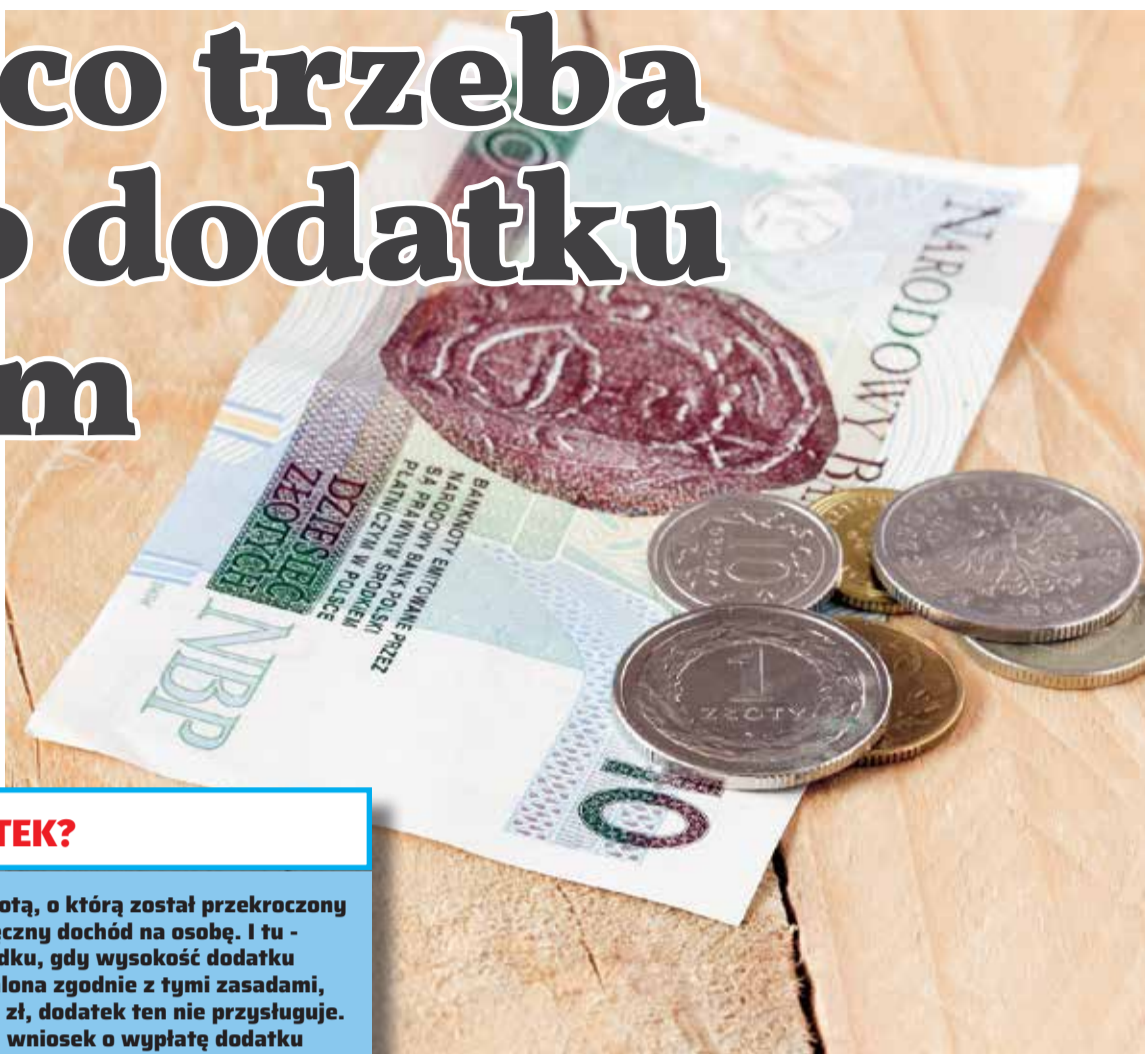 co trzeba
dodatku
m
NARODOWY
BANKNOTY EMITOWANE PRZEZ
NARODOWY BANK POLSKI
SĄ PRAWNYM ŚRODKIEM
PŁATNICZYM W POLSCE
DZIESIĘĆ
ZŁOTYCH
NBP
10
10
1
ZŁOTY
TEK?
otą, o którą został przekroczony
czny dochód na osobę. I tu -
dku, gdy wysokość dodatku
lona zgodnie z tymi zasadami,
zł, dodatek ten nie przysługuje.
wniosek o wypłatę dodatku